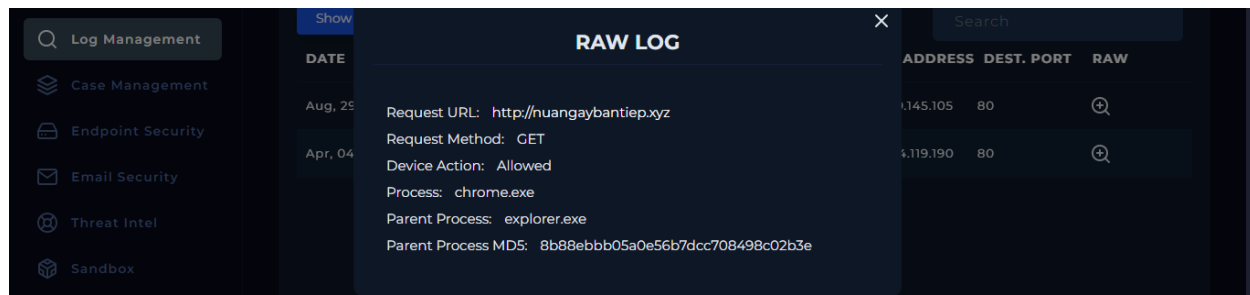 Log Management
Case Management
Endpoint Security
Email Security
Threat Intel
Sandbox
Show
Search
RAW LOG
DATE
ADDRESS DEST. PORT RAW
Aug, 29
.145.105 80
Apr, 04
4.119.190 80
Request URL: http://nuangaybantiep.xyz
Request Method: GET
Device Action: Allowed
Process: chrome.exe
Parent Process: explorer.exe
Parent Process MD5: 8b88ebbb05a0e56b7dcc708498c02b3e